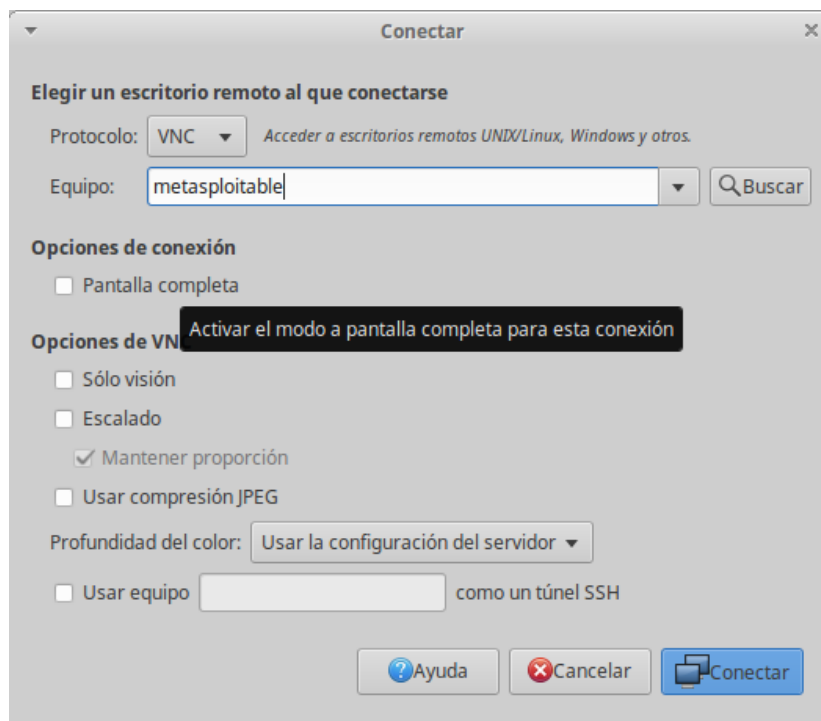 Conectar
Elegir un escritorio remoto al que conectarse
Protocolo: VNC Acceder a escritorios remotos UNIX/Linux, Windows y otros.
Equipo: metasploitable Buscar
Opciones de conexión
Pantalla completa
Activar el modo a pantalla completa para esta conexión
Opciones de VN
Sólo visión
Escalado
Mantener proporción
Usar compresión JPEG
Profundidad del color: Usar la configuración del servidor
Usar equipo como un túnel SSH
Ayuda Cancelar Conectar